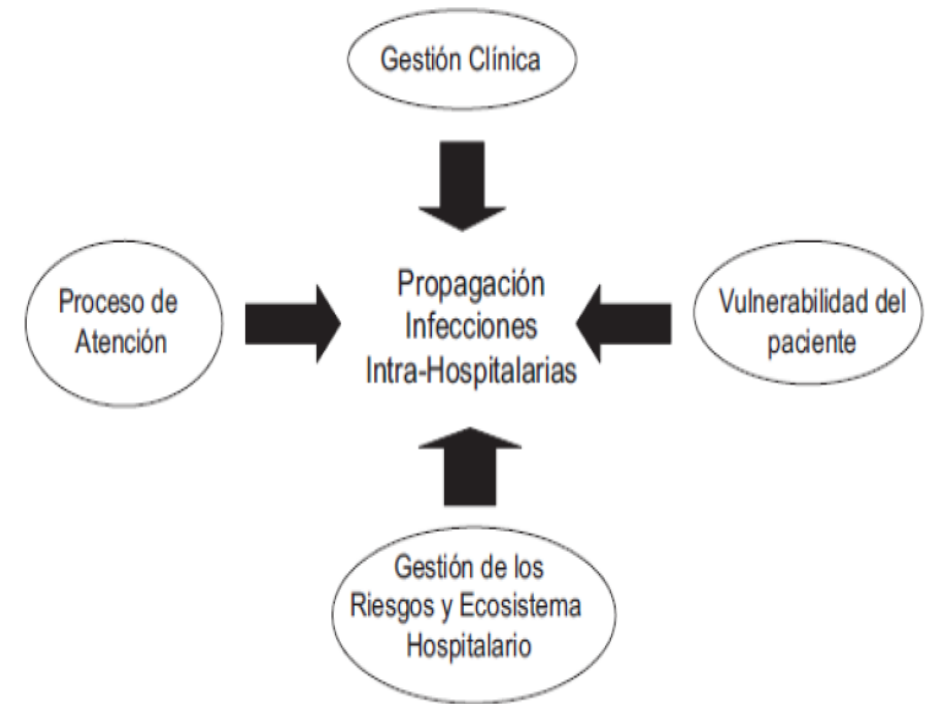 Gestión Clínica
Proceso de
Atención
Propagación
Infecciones
Intra-Hospitalarias
Vulnerabilidad del
paciente
Gestión de los
Riesgos y Ecosistema
Hospitalario